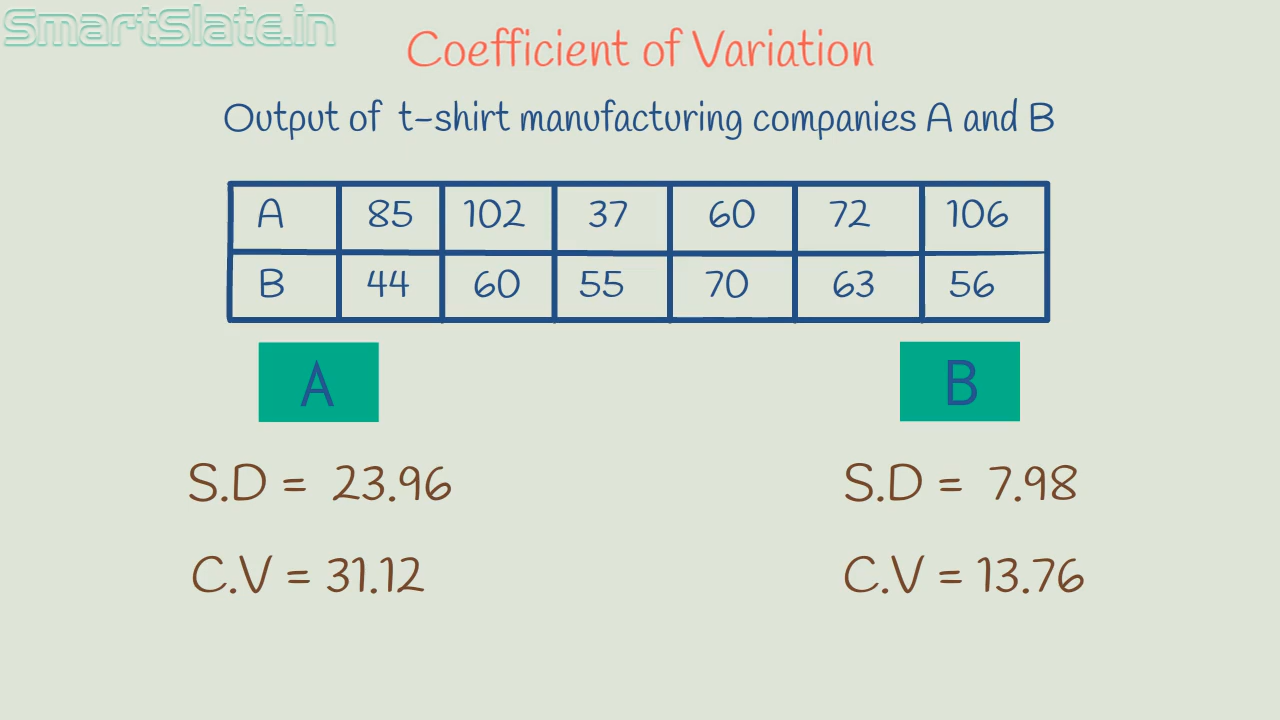 SmartSlate.in
Coefficient of Variation
Output of t-shirt manufacturing companies A and B
A 85 102 37 60 72 106
B 44 60 55 70 63 56
A B
S.D = 23.96 S.D = 7.98
C.V = 31.12 C.V = 13.76